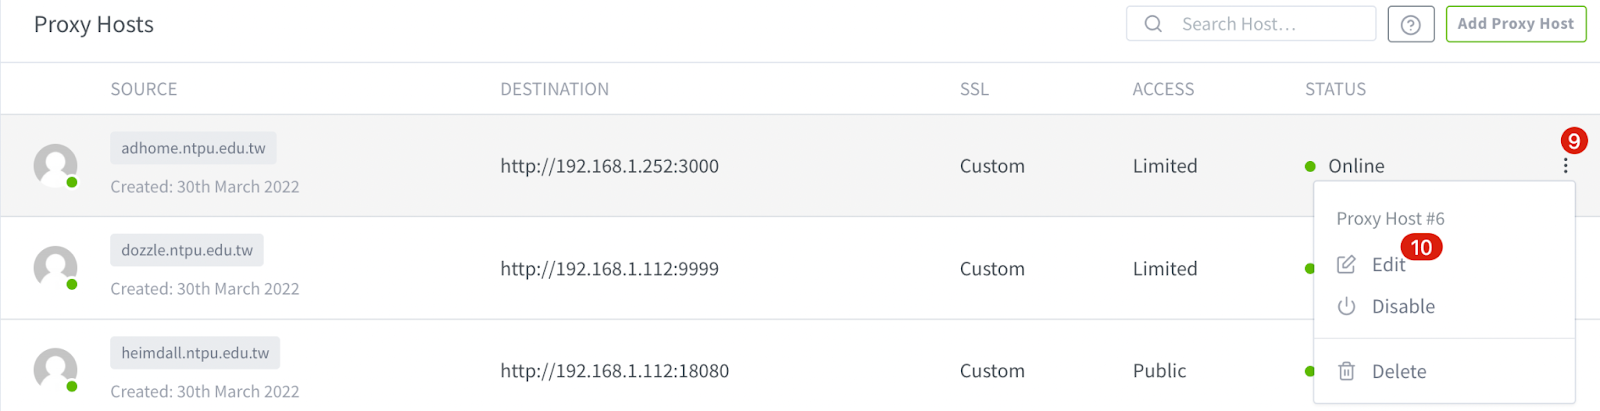 Proxy Hosts
Search Host...
Add Proxy Host
SOURCE DESTINATION SSL ACCESS STATUS
adhome.ntpu.edu.tw
Created: 30th March 2022
http://192.168.1.252:3000
Custom
Limited
Online
9
Proxy Host #6
10
Edit
Disable
Delete
dozzle.ntpu.edu.tw
Created: 30th March 2022
http://192.168.1.112:9999
Custom
Limited
heimdall.ntpu.edu.tw
Created: 30th March 2022
http://192.168.1.112:18080
Custom
Public